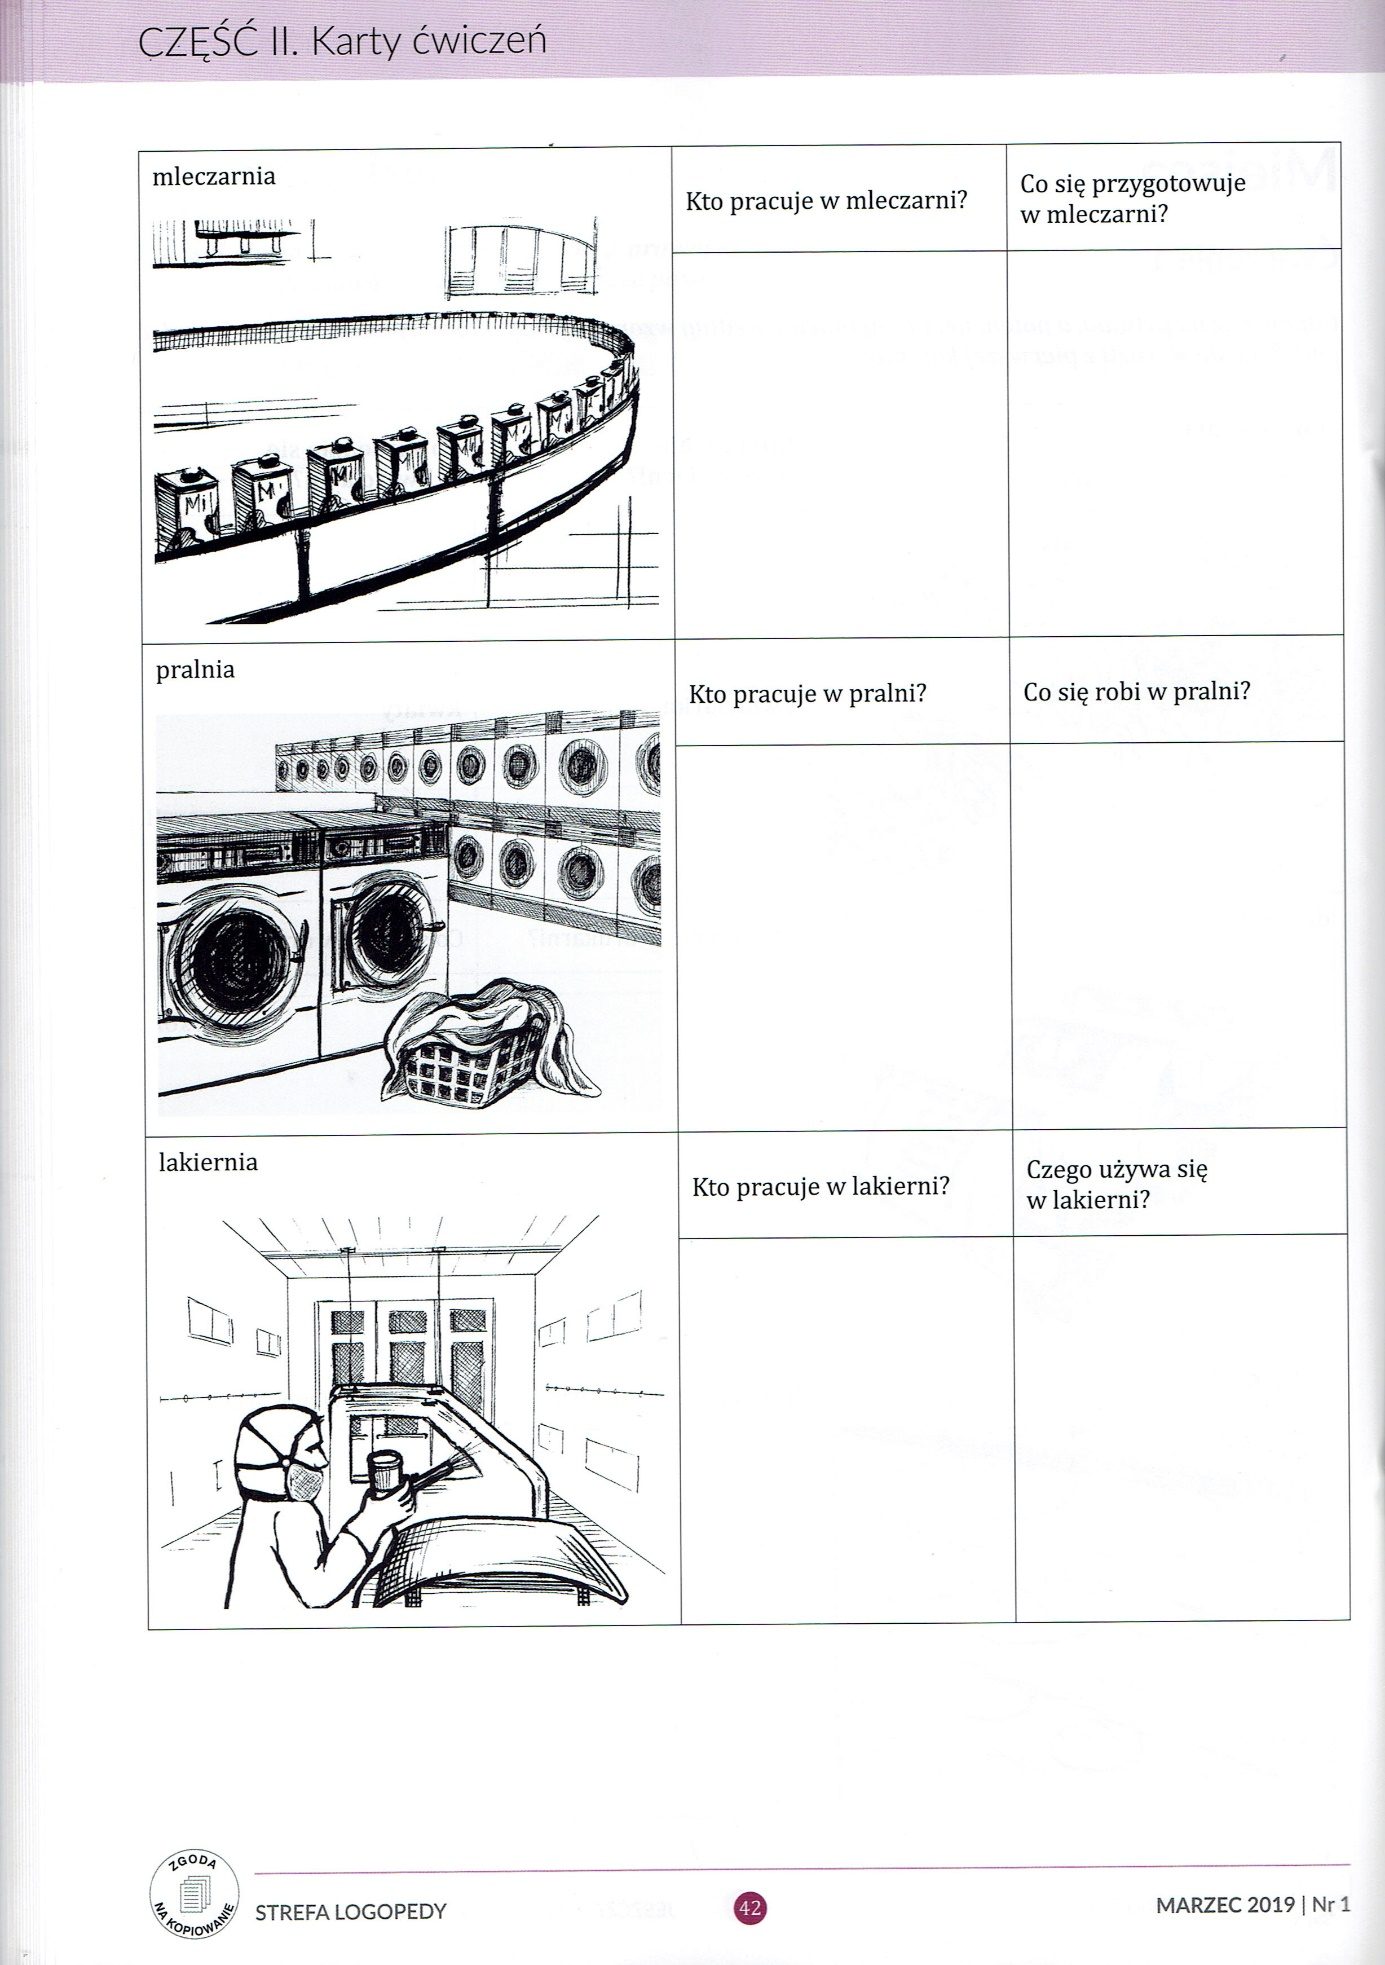 CZĘŚĆ II. Karty ćwiczeń
mleczarnia
Kto pracuje w mleczarni?
Co się przygotowuje
w mleczarni?
Mil
M
Mil
M
M
pralnia
Kto pracuje w pralni?
Co się robi w pralni?
lakiernia
Kto pracuje w lakierni?
Czego używa się
w lakierni?
ZGODA
NA KOPIOWANIE
STREFA LOGOPEDY
42
MARZEC 2019 | Nr 1